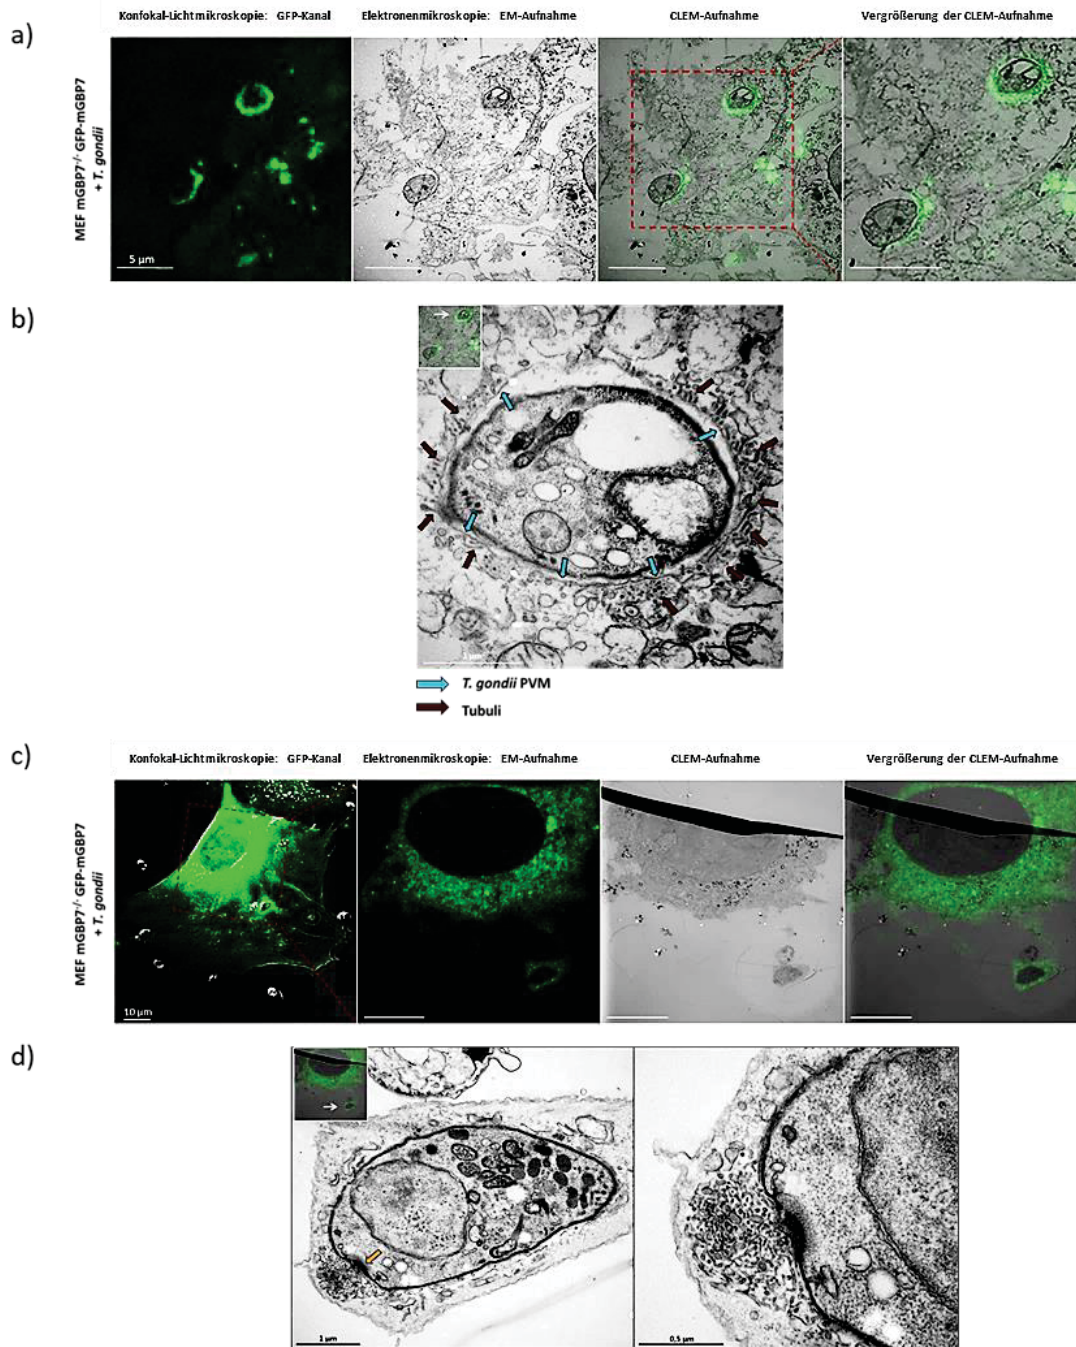 Konfokal-Lichtmikroskopie: GFP-Kanal
Elektronenmikroskopie: EM-Aufnahme
CLEM-Aufnahme
Vergrößerung der CLEM-Aufnahme
a)
MEF mGBP7⁻/⁻ GFP-mGBP7
+ T. gondii
5 µm
b)
T. gondii PVM
Tubuli
Konfokal-Lichtmikroskopie: GFP-Kanal
Elektronenmikroskopie: EM-Aufnahme
CLEM-Aufnahme
Vergrößerung der CLEM-Aufnahme
c)
MEF mGBP7⁻/⁻ GFP-mGBP7
+ T. gondii
10 µm
d)
1 µm
0,5 µm